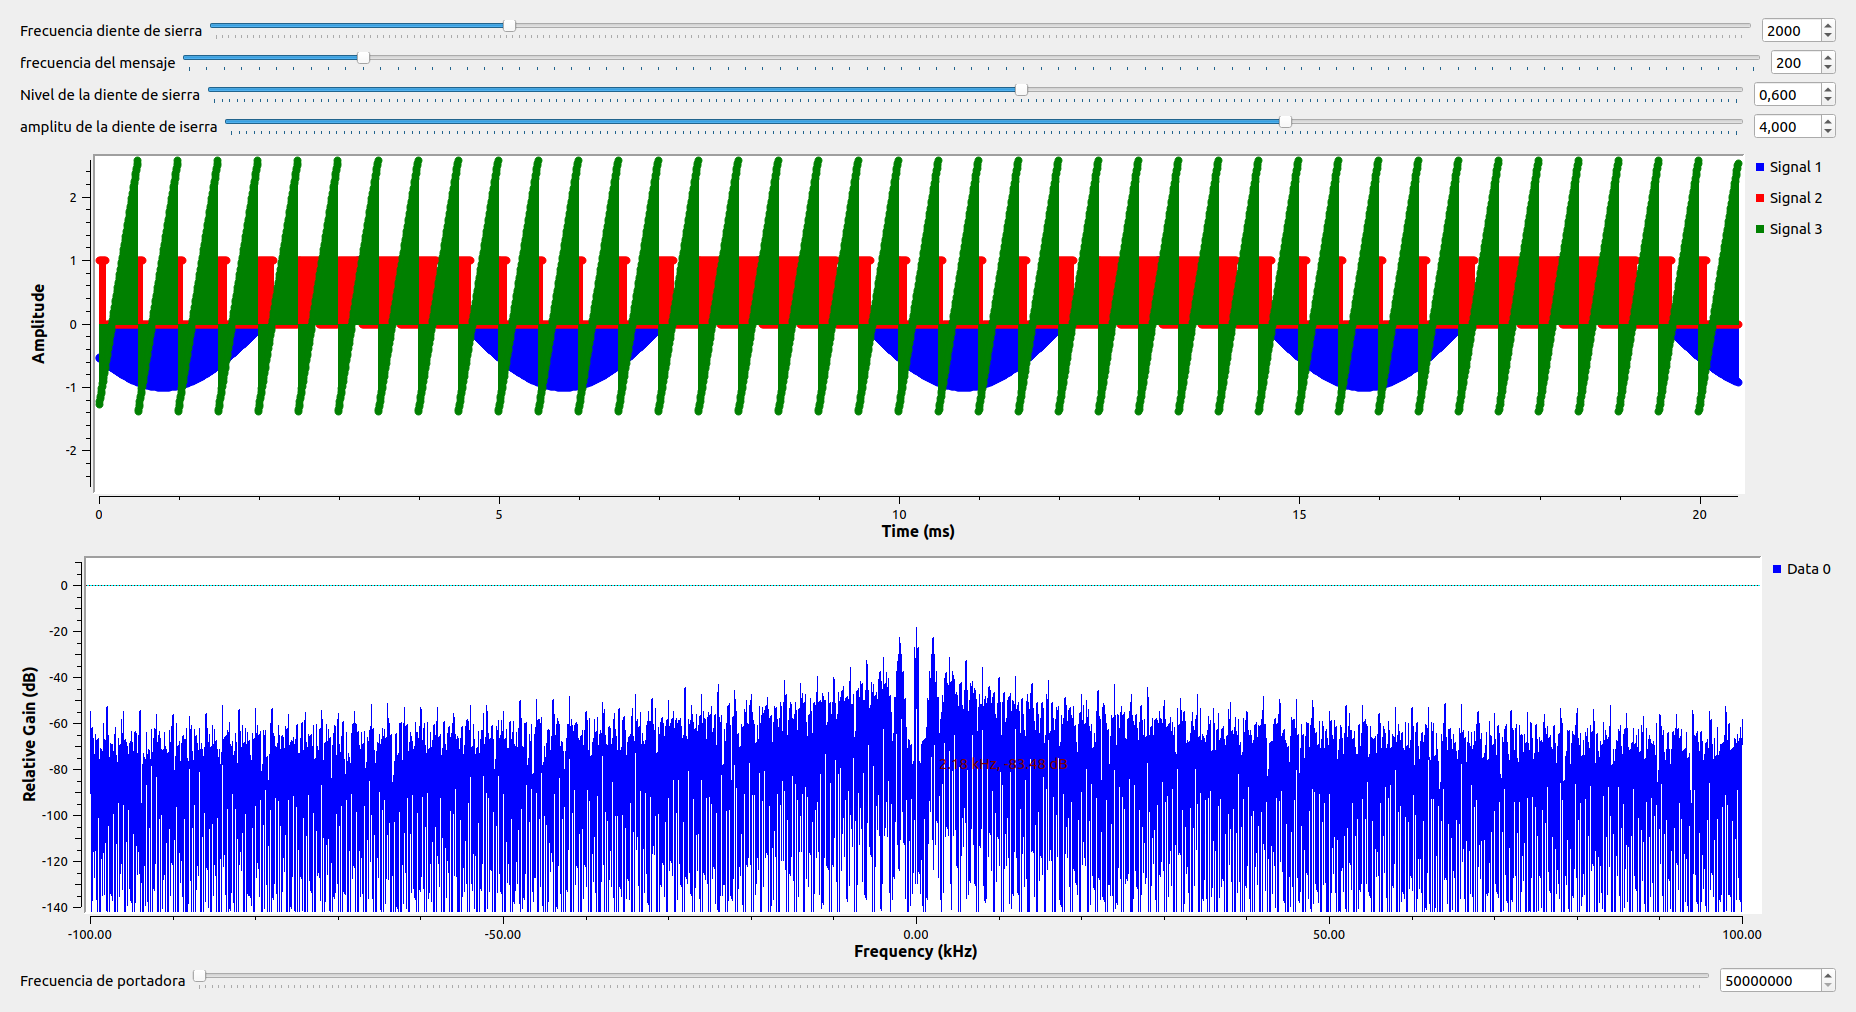 Frecuencia diente de sierra 2000
frecuencia del mensaje 200
Nivel de la diente de sierra 0,600
amplitu de la diente de iserra 4,000
Signal 1
Signal 2
Signal 3
Amplitude
2
1
0
-1
-2
0 5 10 15 20
Time (ms)
Data 0
Relative Gain (dB)
0
-20
-40
-60
-80
-100
-120
-140
-100.00 -50.00 0.00 50.00 100.00
Frequency (kHz)
Frecuencia de portadora 50000000